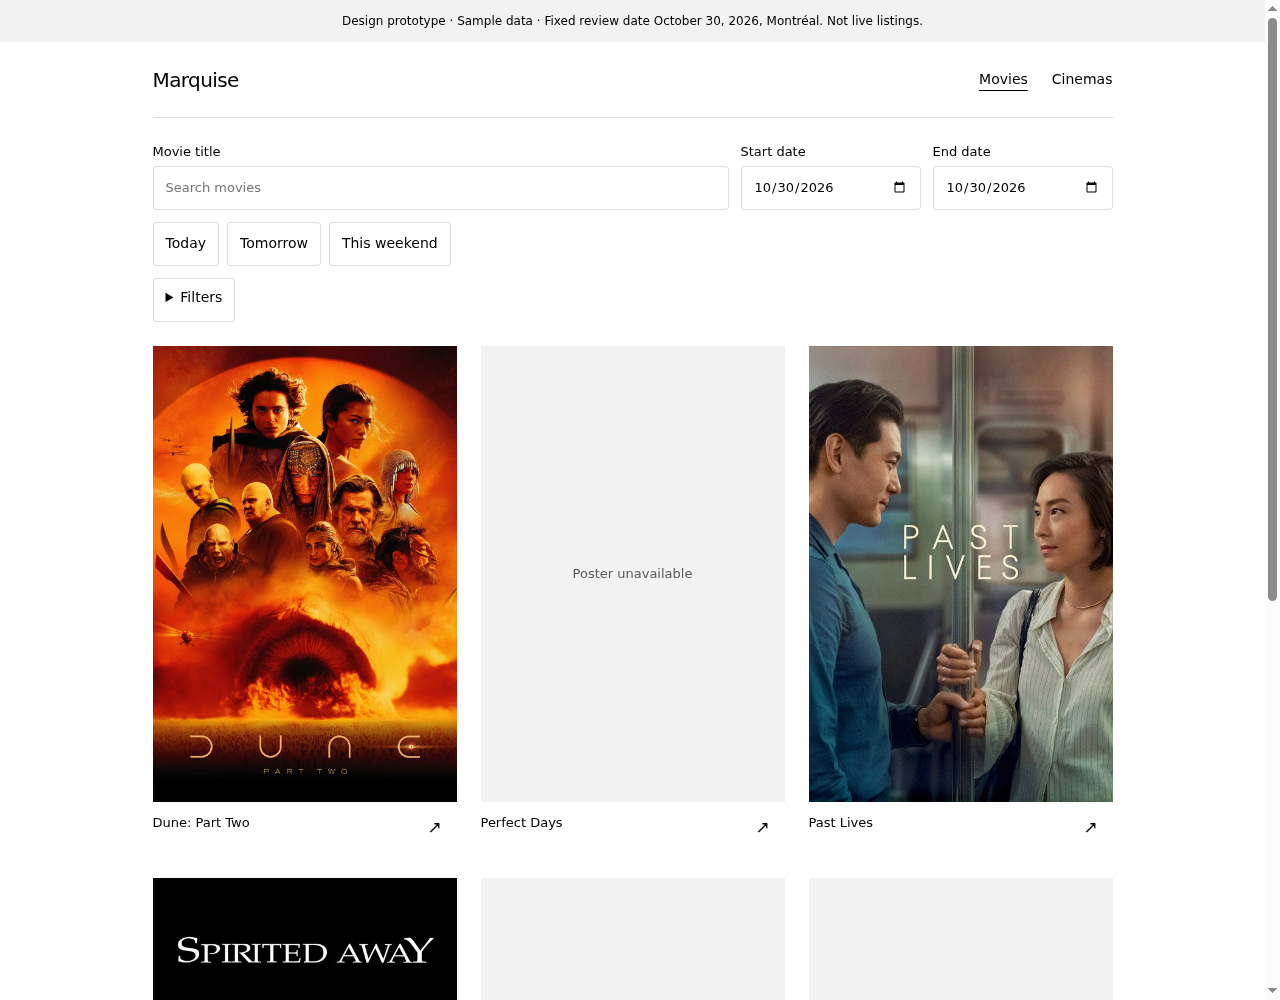 Design prototype · Sample data · Fixed review date October 30, 2026, Montréal. Not live listings.
Marquise
Movies
Cinemas
Movie title
Start date
End date
Search movies
10/30/2026
10/30/2026
Today
Tomorrow
This weekend
Filters
DUNE
PART TWO
Poster unavailable
PAST
LIVES
Dune: Part Two
Perfect Days
Past Lives
SPIRITED AWAY